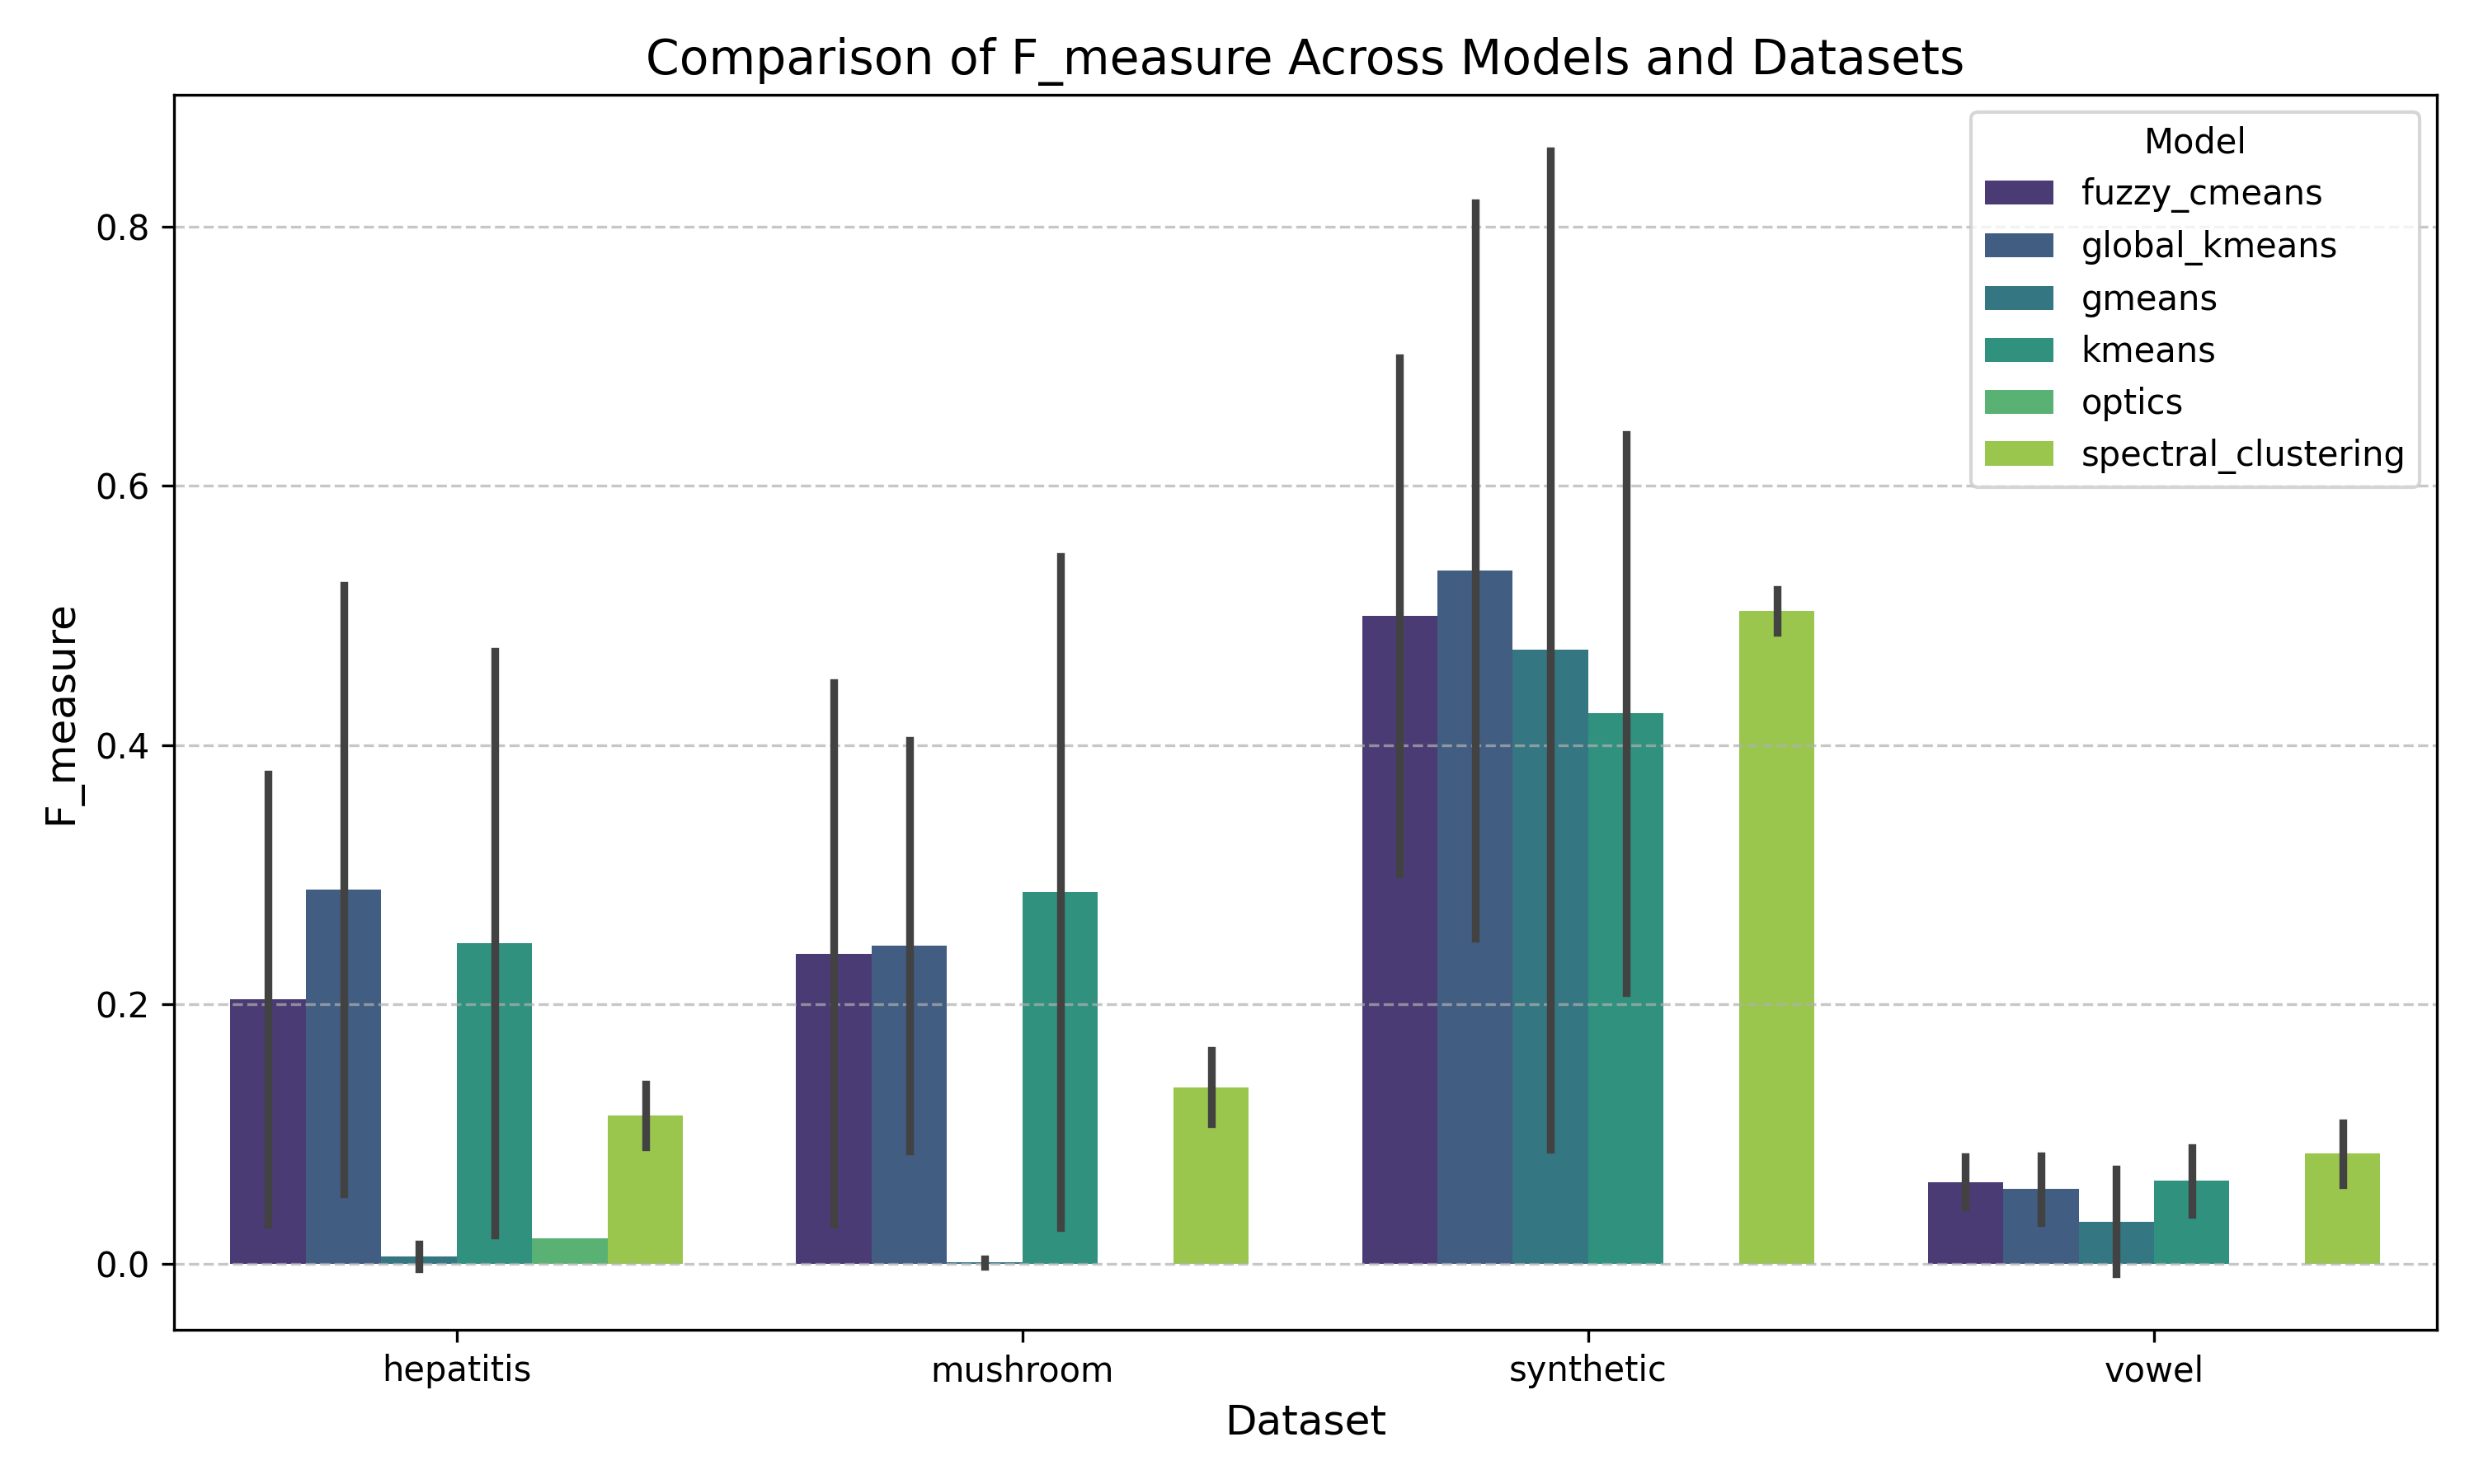 Comparison of F_measure Across Models and Datasets
Model
fuzzy_cmeans
global_kmeans
gmeans
kmeans
optics
spectral_clustering
F_measure
0.8
0.6
0.4
0.2
0.0
hepatitis
mushroom
synthetic
vowel
Dataset